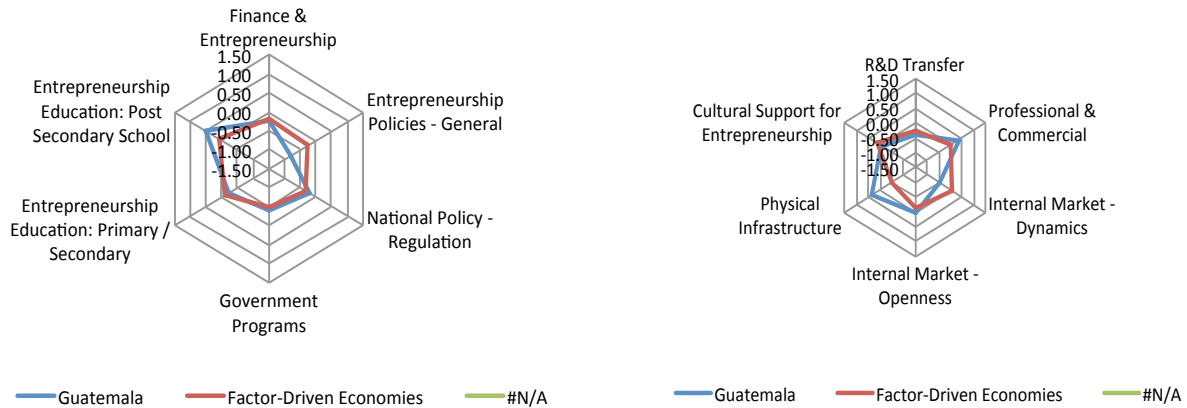 Finance &
Entrepreneurship
1.50
1.00
0.50
0.00
-0.50
-1.00
-1.50
Entrepreneurship
Policies - General
National Policy -
Regulation
Government
Programs
Entrepreneurship
Education: Primary /
Secondary
Entrepreneurship
Education: Post
Secondary School
Guatemala
Factor-Driven Economies
#N/A
R&D Transfer
1.50
1.00
0.50
0.00
-0.50
-1.00
-1.50
Professional &
Commercial
Internal Market -
Dynamics
Internal Market -
Openness
Physical
Infrastructure
Cultural Support for
Entrepreneurship
Guatemala
Factor-Driven Economies
#N/A